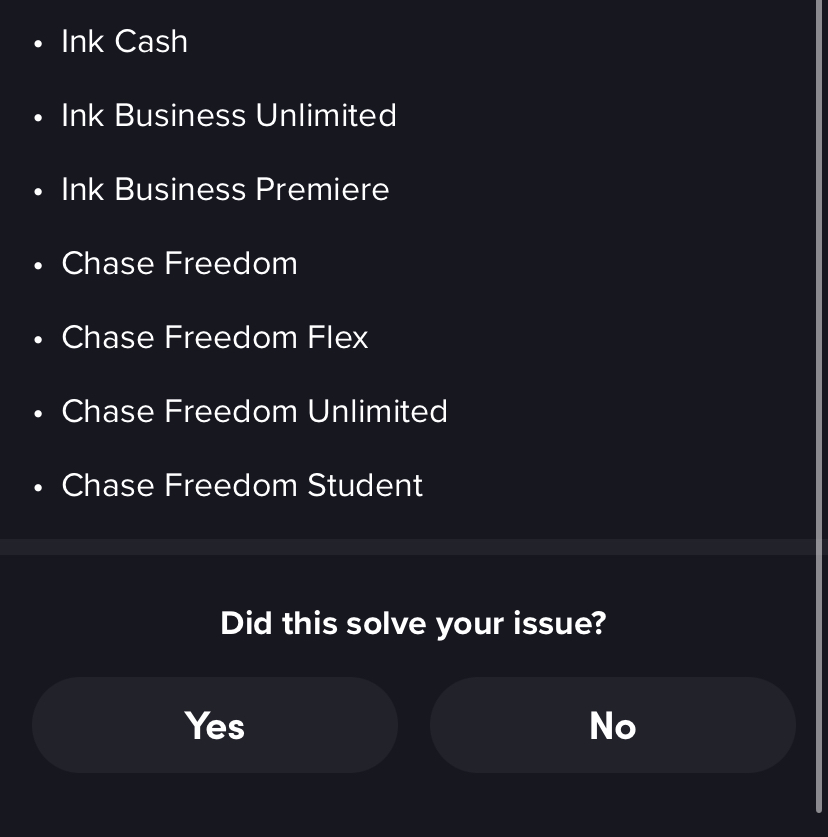 • Ink Cash
• Ink Business Unlimited
• Ink Business Premiere
• Chase Freedom
• Chase Freedom Flex
• Chase Freedom Unlimited
• Chase Freedom Student
Did this solve your issue?
Yes No